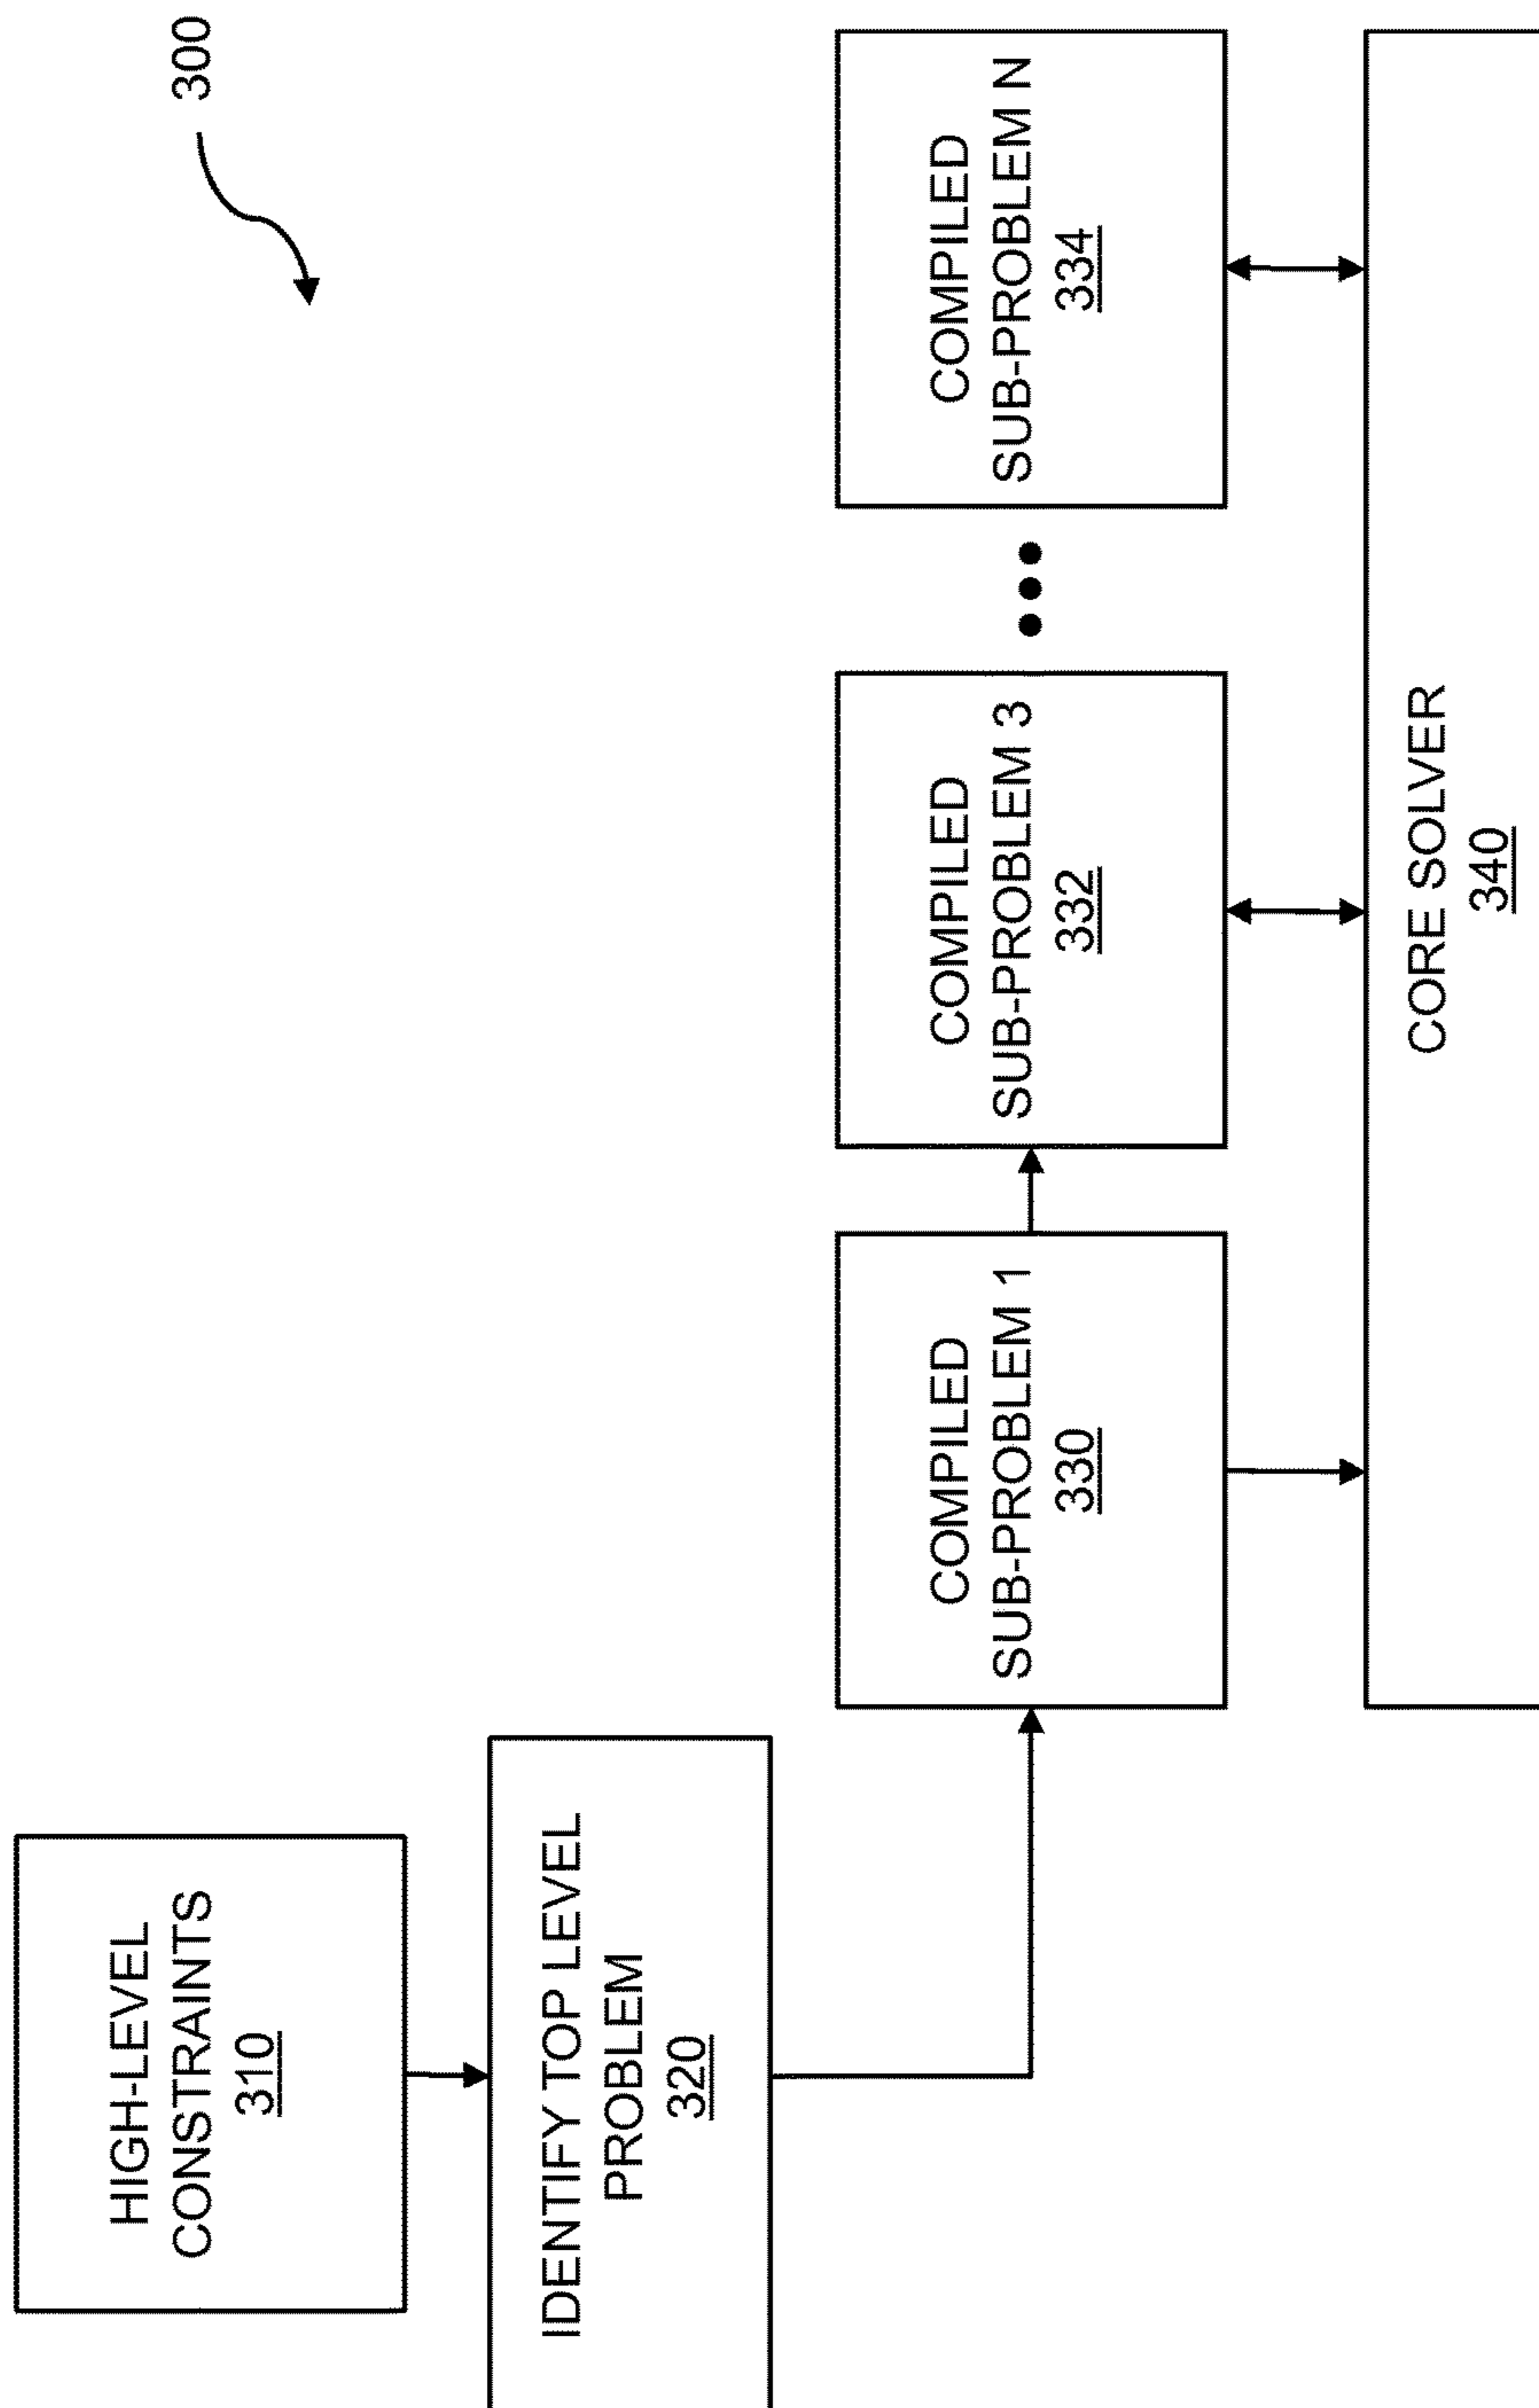 300
HIGH-LEVEL
CONSTRAINTS
310
IDENTIFY TOP LEVEL
PROBLEM
320
COMPILED
SUB-PROBLEM 1
330
COMPILED
SUB-PROBLEM 3
332
COMPILED
SUB-PROBLEM N
334
CORE SOLVER
340